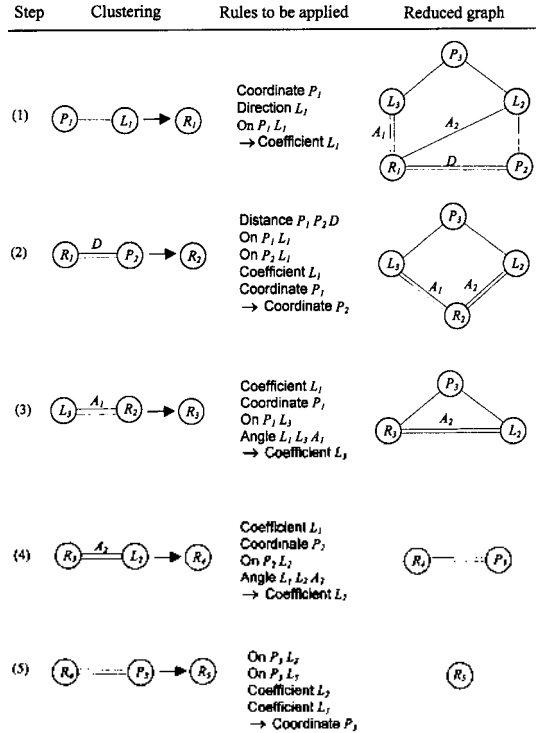 Step Clustering Rules to be applied Reduced graph
(1) P₁ L₁ → R₁
Coordinate P₁
Direction L₁
On P₁ L₁
→ Coefficient L₁
P₃
L₃ L₂
A₁ A₂
R₁ D P₂
(2) R₁ D P₂ → R₂
Distance P₁ P₂ D
On P₁ L₁
On P₂ L₁
Coefficient L₁
Coordinate P₁
→ Coordinate P₂
P₃
L₃ L₂
A₁ A₂
R₂
(3) L₃ A₁ R₂ → R₃
Coefficient L₁
Coordinate P₁
On P₁ L₃
Angle L₁ L₃ A₁
→ Coefficient L₃
P₃
A₂
R₃ L₂
(4) R₃ A₂ L₂ → R₄
Coefficient L₁
Coordinate P₂
On P₂ L₂
Angle L₁ L₂ A₂
→ Coefficient L₂
R₄ P₃
(5) R₄ P₃ → R₅
On P₃ L₂
On P₃ L₃
Coefficient L₂
Coefficient L₃
→ Coordinate P₃
R₅